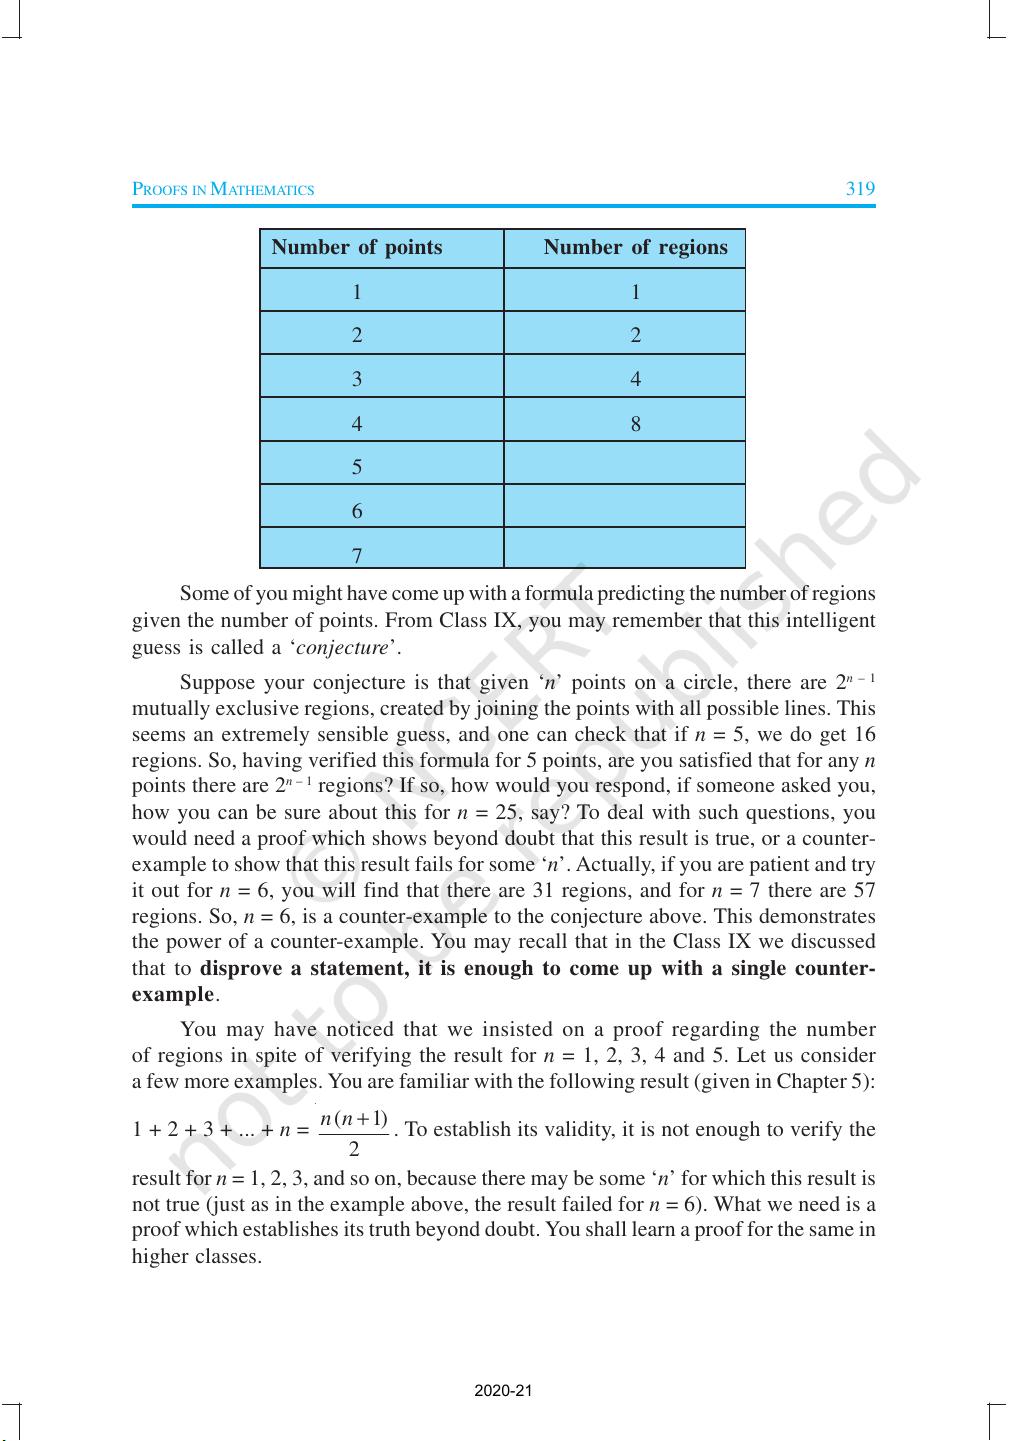 PROOFS IN MATHEMATICS 319
Number of points Number of regions
1 1
2 2
3 4
4 8
5
6
7
Some of you might have come up with a formula predicting the number of regions
given the number of points. From Class IX, you may remember that this intelligent
guess is called a ‘conjecture’.
Suppose your conjecture is that given ‘n’ points on a circle, there are 2ⁿ ⁻ ¹
mutually exclusive regions, created by joining the points with all possible lines. This
seems an extremely sensible guess, and one can check that if n = 5, we do get 16
regions. So, having verified this formula for 5 points, are you satisfied that for any n
points there are 2ⁿ ⁻ ¹ regions? If so, how would you respond, if someone asked you,
how you can be sure about this for n = 25, say? To deal with such questions, you
would need a proof which shows beyond doubt that this result is true, or a counter-
example to show that this result fails for some ‘n’. Actually, if you are patient and try
it out for n = 6, you will find that there are 31 regions, and for n = 7 there are 57
regions. So, n = 6, is a counter-example to the conjecture above. This demonstrates
the power of a counter-example. You may recall that in the Class IX we discussed
that to disprove a statement, it is enough to come up with a single counter-
example.
You may have noticed that we insisted on a proof regarding the number
of regions in spite of verifying the result for n = 1, 2, 3, 4 and 5. Let us consider
a few more examples. You are familiar with the following result (given in Chapter 5):
1 + 2 + 3 + ... + n = n(n+1)/2 . To establish its validity, it is not enough to verify the
result for n = 1, 2, 3, and so on, because there may be some ‘n’ for which this result is
not true (just as in the example above, the result failed for n = 6). What we need is a
proof which establishes its truth beyond doubt. You shall learn a proof for the same in
higher classes.
© NCERT
not to be republished
2020-21